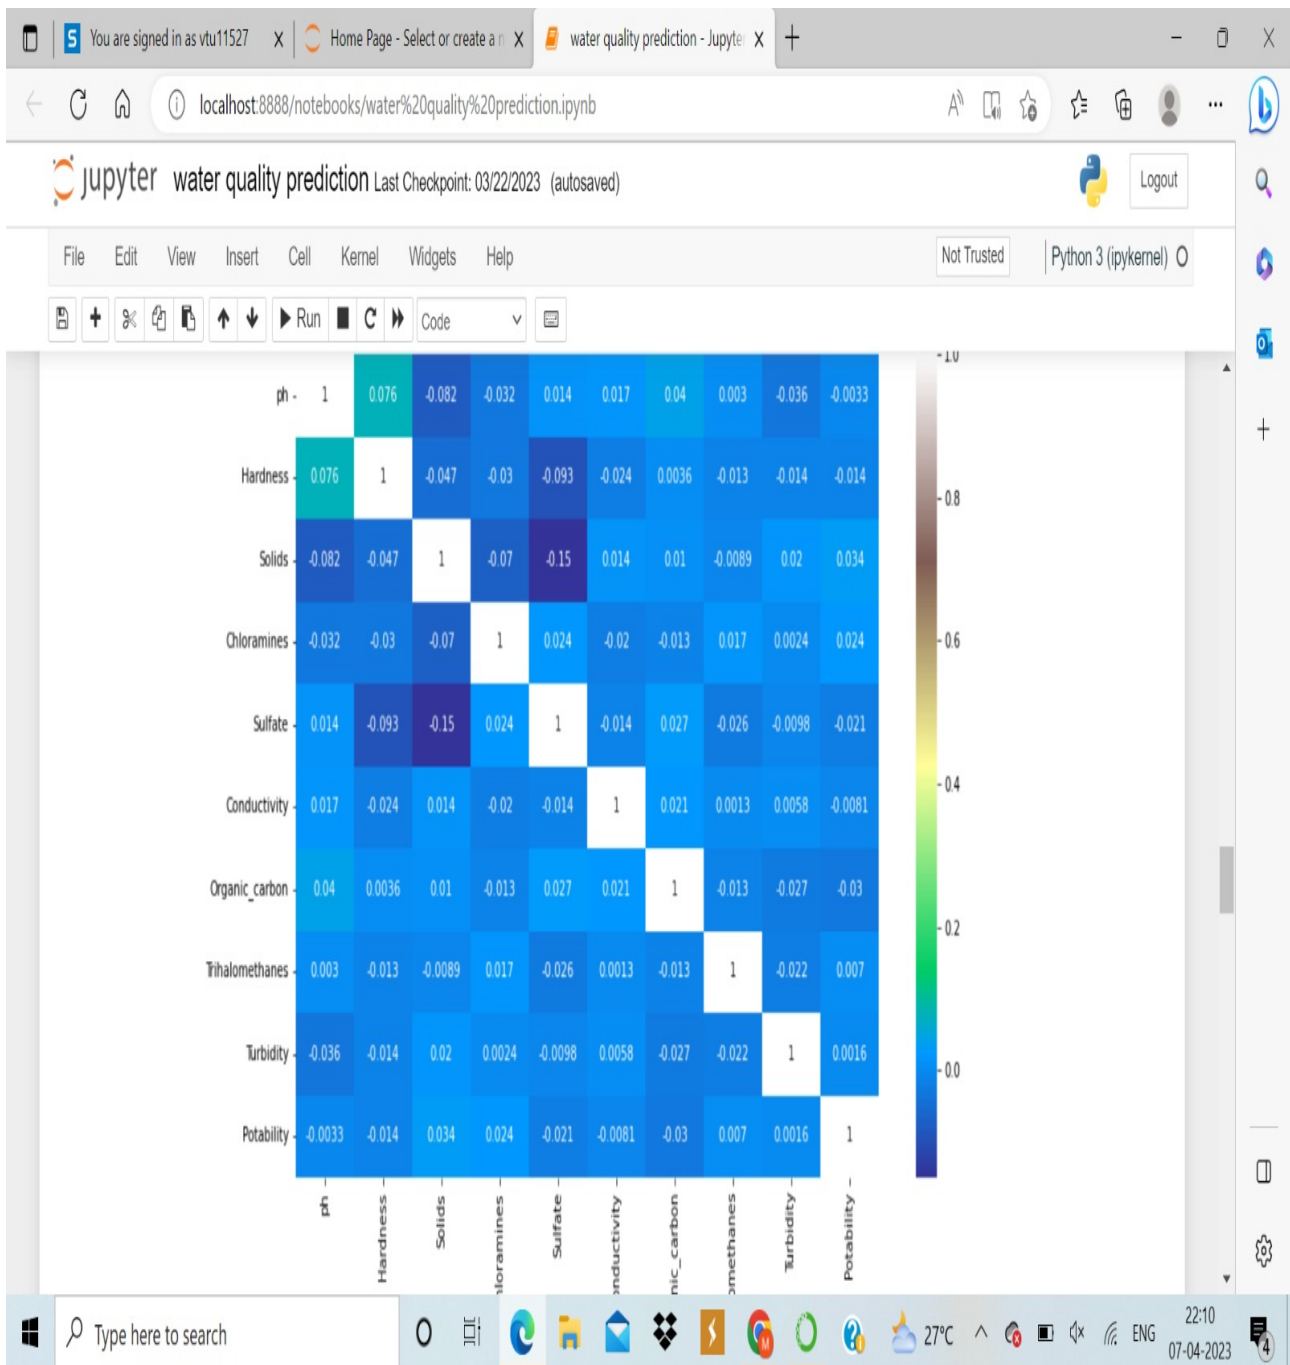 You are signed in as vtu11527 Home Page - Select or create a n water quality prediction - Jupyter
localhost:8888/notebooks/water%20quality%20prediction.ipynb
jupyter water quality prediction Last Checkpoint: 03/22/2023 (autosaved) Logout
File Edit View Insert Cell Kernel Widgets Help Not Trusted Python 3 (ipykernel)
Run Code
1.0
ph 1 0.076 -0.082 -0.032 0.014 0.017 0.04 0.003 -0.036 -0.0033
Hardness 0.076 1 -0.047 -0.03 -0.093 -0.024 0.0036 -0.013 -0.014 -0.014
0.8
Solids -0.082 -0.047 1 -0.07 -0.15 0.014 0.01 -0.0089 0.02 0.034
Chloramines -0.032 -0.03 -0.07 1 0.024 -0.02 -0.013 0.017 0.0024 0.024
0.6
Sulfate 0.014 -0.093 -0.15 0.024 1 -0.014 0.027 -0.026 -0.0098 -0.021
0.4
Conductivity 0.017 -0.024 0.014 -0.02 -0.014 1 0.021 0.0013 0.0058 -0.0081
Organic_carbon 0.04 0.0036 0.01 -0.013 0.027 0.021 1 -0.013 -0.027 -0.03
0.2
Trihalomethanes 0.003 -0.013 -0.0089 0.017 -0.026 0.0013 -0.013 1 -0.022 0.007
Turbidity -0.036 -0.014 0.02 0.0024 -0.0098 0.0058 -0.027 -0.022 1 0.0016
0.0
Potability -0.0033 -0.014 0.034 0.024 -0.021 -0.0081 -0.03 0.007 0.0016 1
ph
Hardness
Solids
loramines
Sulfate
nductivity
nic_carbon
omethanes
Turbidity
Potability
Type here to search 27°C ENG 22:10
07-04-2023 4